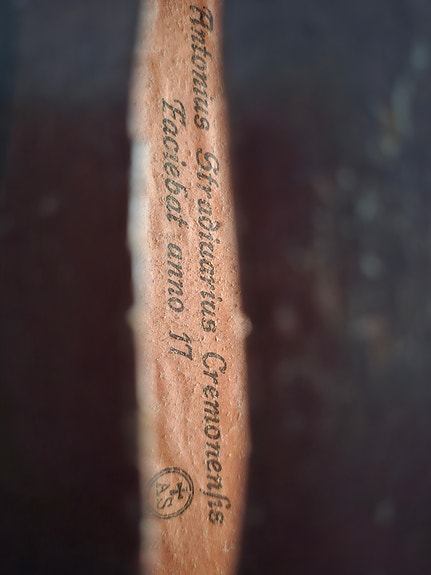 Antonius Stradiuarius Cremonensis
Faciebat anno 17
AS